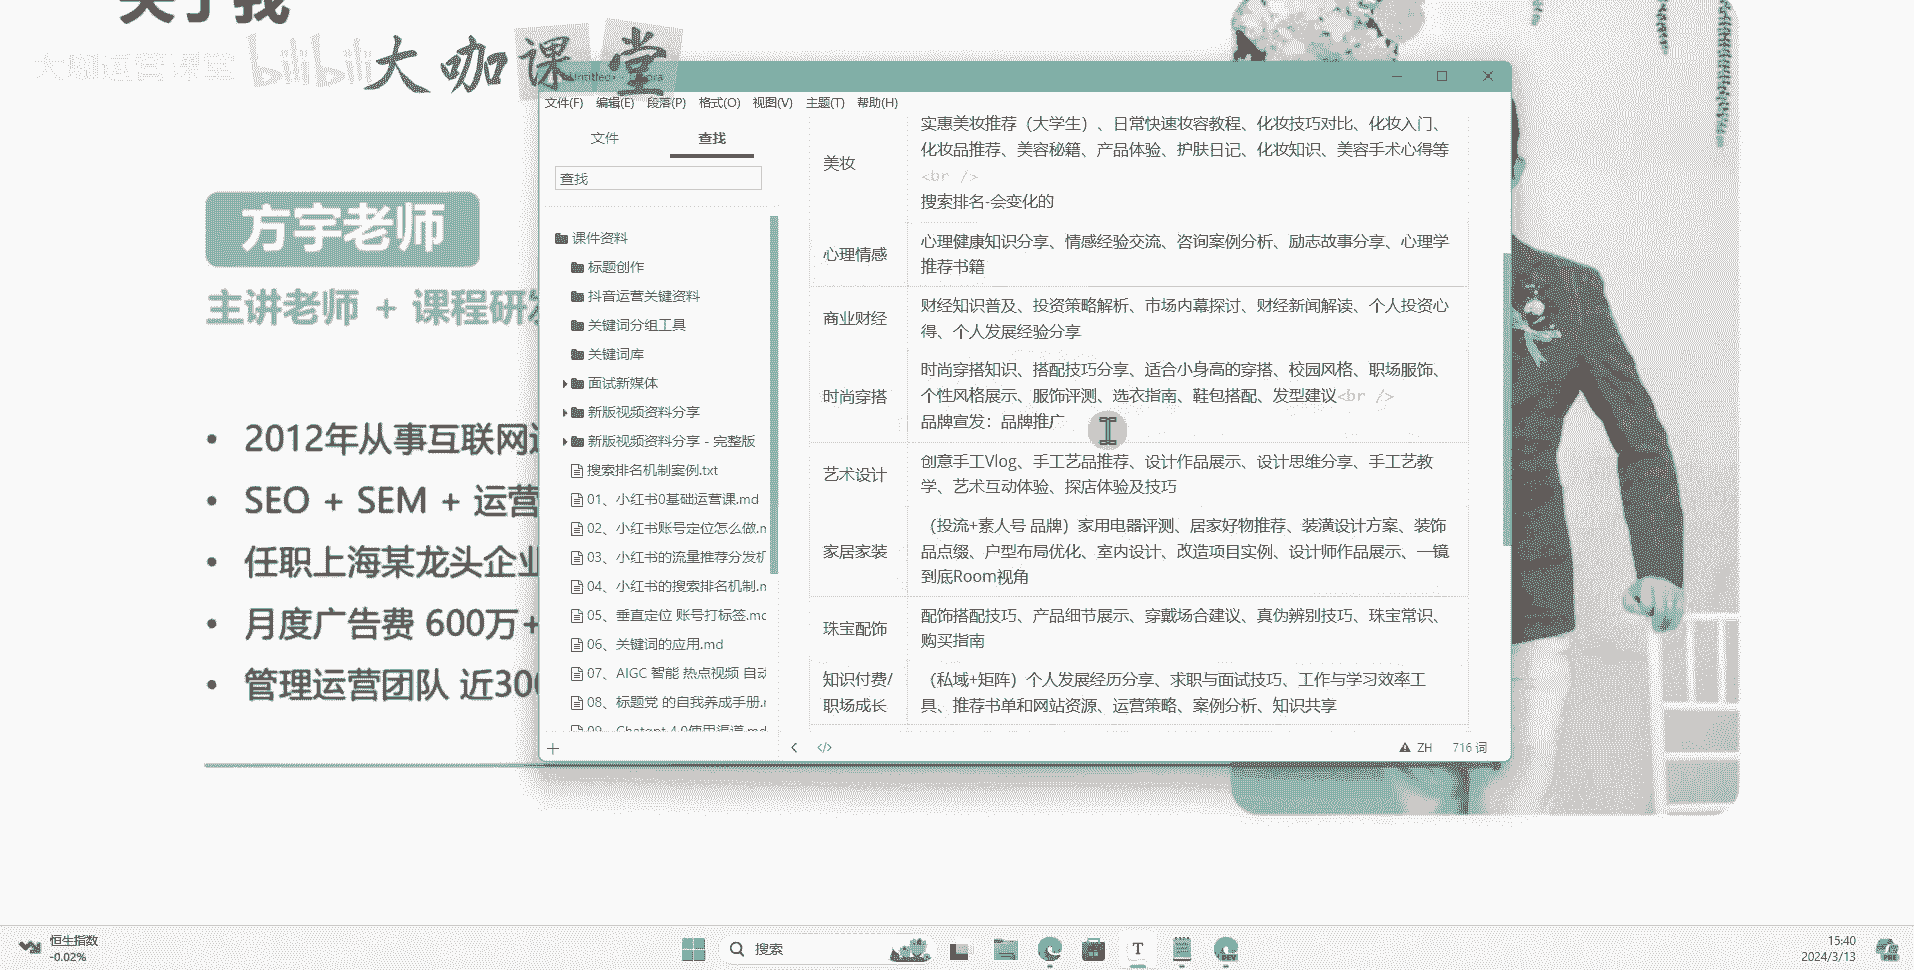 关于我
大咖运营课堂
bilibili
大咖课堂
方宇老师
主讲老师 + 课程研发
2012年从事互联网
SEO + SEM + 运营
任职上海某龙头企业
月度广告费 600万+
管理运营团队 近300
文件(F) 编辑(E) 段落(P) 格式(O) 视图(V) 主题(T) 帮助(H)
文件 查找
查找
课件资料
标题创作
抖音运营关键资料
关键词分组工具
关键词库
面试新媒体
新版视频资料分享
新版视频资料分享 - 完整版
搜索排名机制案例.txt
01、小红书0基础运营课.md
02、小红书账号定位怎么做.m
03、小红书的流量推荐分发机
04、小红书的搜索排名机制.m
05、垂直定位 账号打标签.mc
06、关键词的应用.md
07、AIGC 智能 热点视频 自动
08、标题党 的自我养成手册.r
09、Chatgpt 4.0使用渠道.md
美妆
实惠美妆推荐（大学生）、日常快速妆容教程、化妆技巧对比、化妆入门、
化妆品推荐、美容秘籍、产品体验、护肤日记、化妆知识、美容手术心得等
<br />
搜索排名-会变化的
心理情感
心理健康知识分享、情感经验交流、咨询案例分析、励志故事分享、心理学
推荐书籍
商业财经
财经知识普及、投资策略解析、市场内幕探讨、财经新闻解读、个人投资心
得、个人发展经验分享
时尚穿搭
时尚穿搭知识、搭配技巧分享、适合小身高的穿搭、校园风格、职场服饰、
个性风格展示、服饰评测、选衣指南、鞋包搭配、发型建议<br />
品牌宣发：品牌推广
艺术设计
创意手工Vlog、手工艺品推荐、设计作品展示、设计思维分享、手工艺教
学、艺术互动体验、探店体验及技巧
家居家装
（投流+素人号 品牌）家用电器评测、居家好物推荐、装潢设计方案、装饰
品点缀、户型布局优化、室内设计、改造项目实例、设计师作品展示、一镜
到底Room视角
珠宝配饰
配饰搭配技巧、产品细节展示、穿戴场合建议、真伪辨别技巧、珠宝常识、
购买指南
知识付费/
职场成长
（私域+矩阵）个人发展经历分享、求职与面试技巧、工作与学习效率工
具、推荐书单和网站资源、运营策略、案例分析、知识共享
</> ZH 716 词
恒生指数
-0.02%
搜索
15:40
2024/3/13